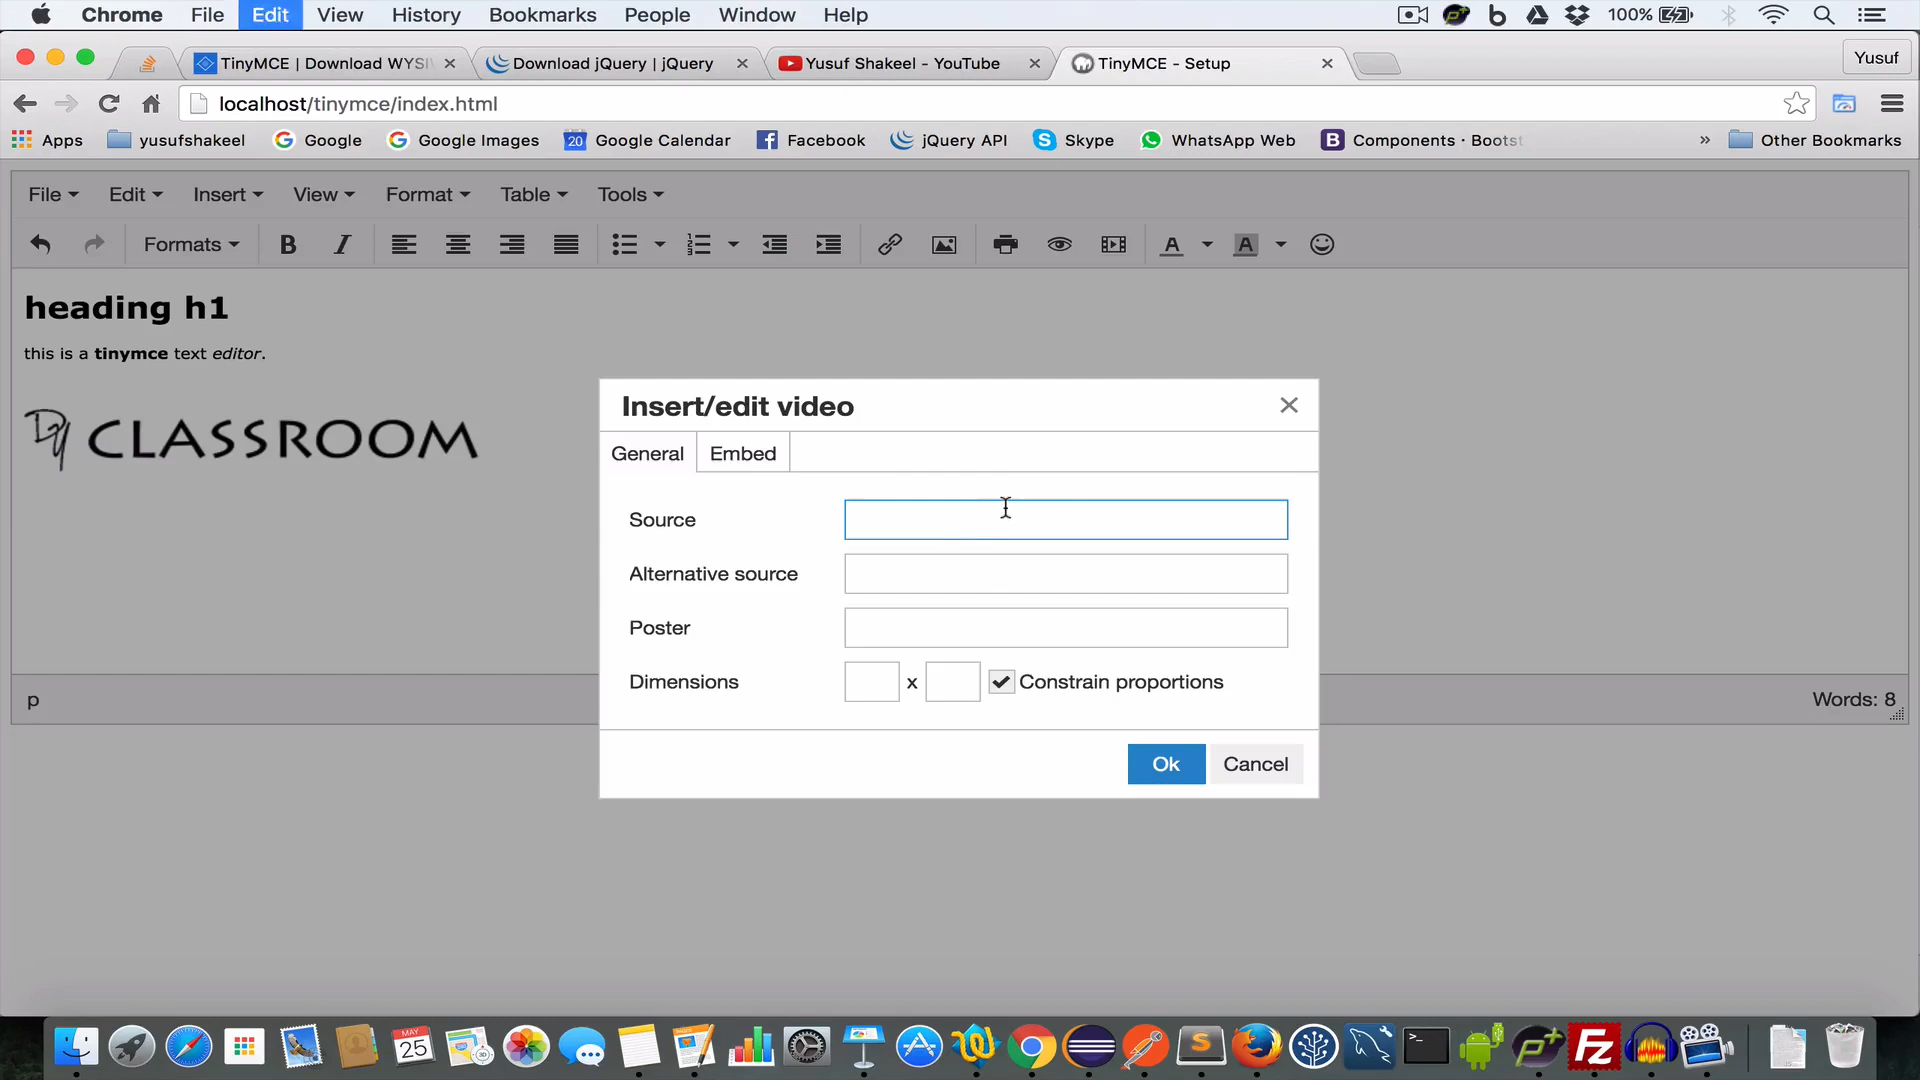 Chrome File Edit View History Bookmarks People Window Help 100%
TinyMCE | Download WYSI Download jQuery | jQuery Yusuf Shakeel - YouTube TinyMCE - Setup Yusuf
localhost/tinymce/index.html
Apps yusufshakeel Google Google Images 20 Google Calendar Facebook jQuery API Skype WhatsApp Web B Components · Boots » Other Bookmarks
File Edit Insert View Format Table Tools
Formats B I A A
heading h1
this is a tinymce text editor.
CLASSROOM
Insert/edit video
General Embed
Source
Alternative source
Poster
Dimensions x Constrain proportions
Ok Cancel
p Words: 8
MAY
25